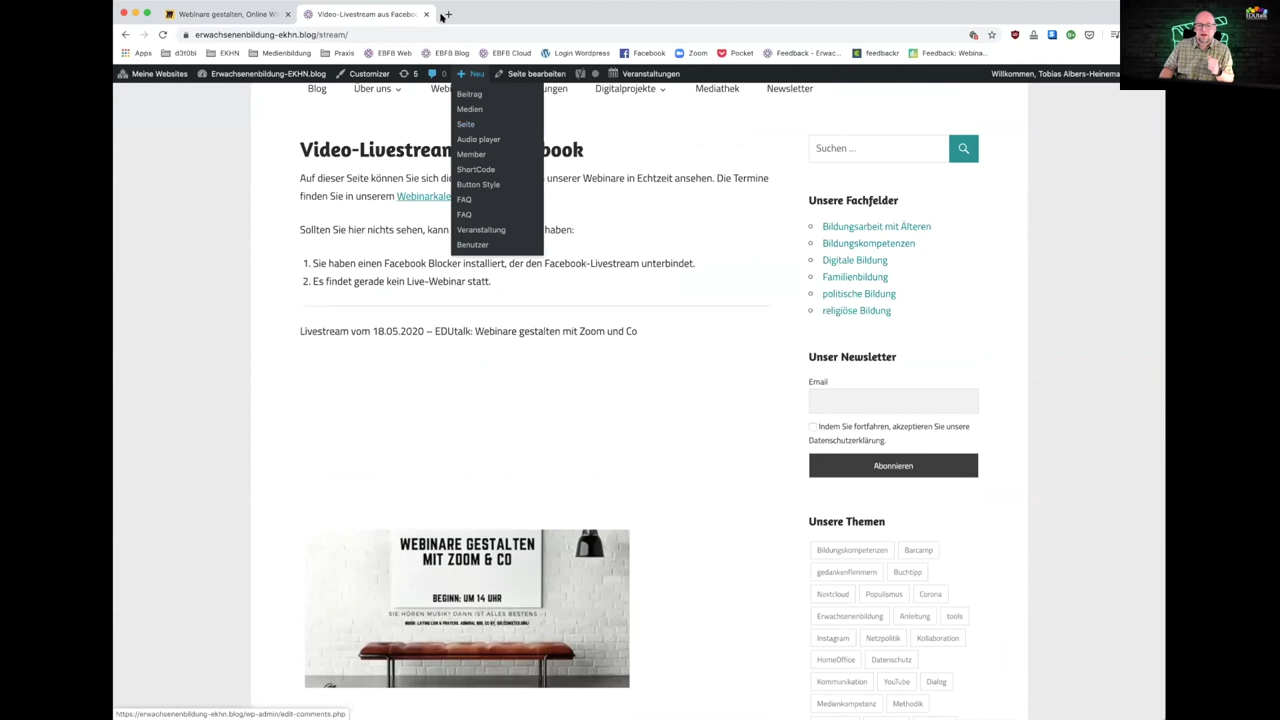 Webinare gestalten, Online W
Video-Livestream aus Facebo
erwachsenenbildung-ekhn.blog/stream/
Apps
d3t0bi
EKHN
Medienbildung
Praxis
EBFB Web
EBFB Blog
EBFB Cloud
Login Wordpress
Facebook
Zoom
Pocket
Feedback - Erwac...
feedbackr
Feedback: Webina...
Meine Websites
Erwachsenenbildung-EKHN.blog
Customizer
5
0
Neu
Seite bearbeiten
Veranstaltungen
Willkommen, Tobias Albers-Heinema
Blog
Über uns
Webi
ungen
Digitalprojekte
Mediathek
Newsletter
Beitrag
Medien
Seite
Audio player
Member
ShortCode
Button Style
FAQ
FAQ
Veranstaltung
Benutzer
Video-Livestream
book
Auf dieser Seite können Sie sich die
unserer Webinare in Echtzeit ansehen. Die Termine
finden Sie in unserem Webinarkale
Sollten Sie hier nichts sehen, kann
haben:
1. Sie haben einen Facebook Blocker installiert, der den Facebook-Livestream unterbindet.
2. Es findet gerade kein Live-Webinar statt.
Livestream vom 18.05.2020 – EDUtalk: Webinare gestalten mit Zoom und Co
WEBINARE GESTALTEN
MIT ZOOM & CO
BEGINN: UM 14 UHR
SIE HÖREN MUSIK? DANN IST ALLES BESTENS :-)
Suchen …
Unsere Fachfelder
Bildungsarbeit mit Älteren
Bildungskompetenzen
Digitale Bildung
Familienbildung
politische Bildung
religiöse Bildung
Unser Newsletter
Email
Indem Sie fortfahren, akzeptieren Sie unsere
Datenschutzerklärung.
Abonnieren
Unsere Themen
Bildungskompetenzen
Barcamp
gedankenflimmern
Buchtipp
Nextcloud
Populismus
Corona
Erwachsenenbildung
Anleitung
tools
Instagram
Netzpolitik
Kollaboration
HomeOffice
Datenschutz
Kommunikation
YouTube
Dialog
Medienkompetenz
Methodik
https://erwachsenenbildung-ekhn.blog/wp-admin/edit-comments.php
EDUtalk